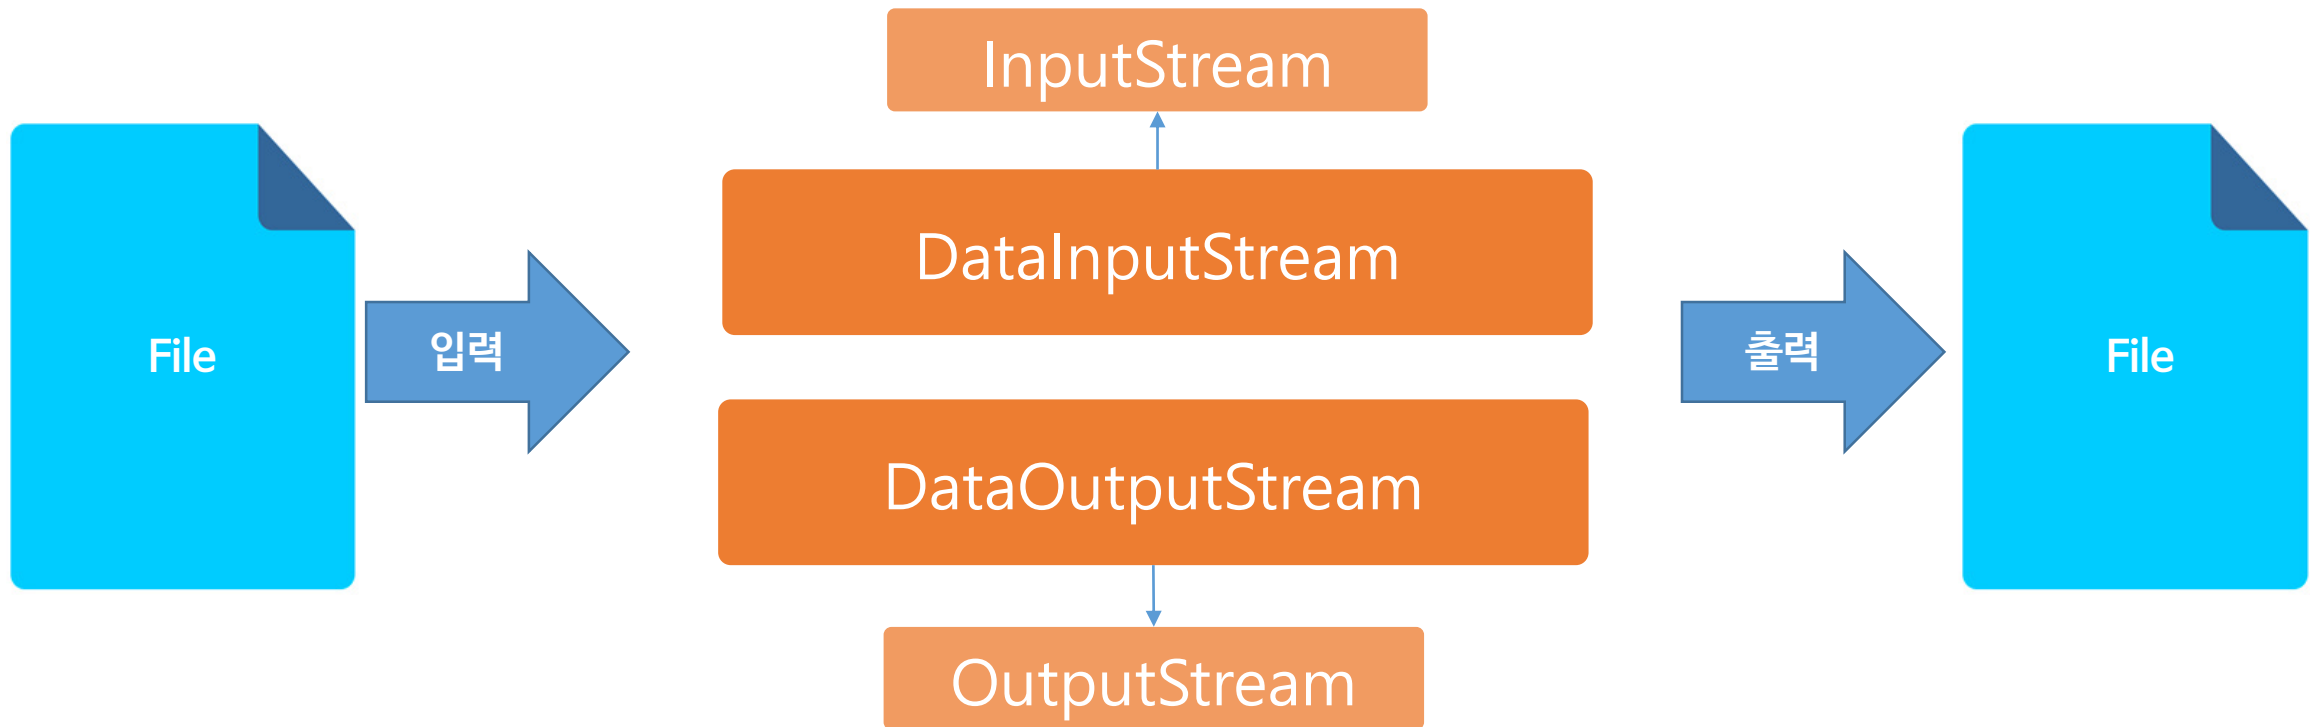 InputStream
DataInputStream
File
입력
출력
File
DataOutputStream
OutputStream